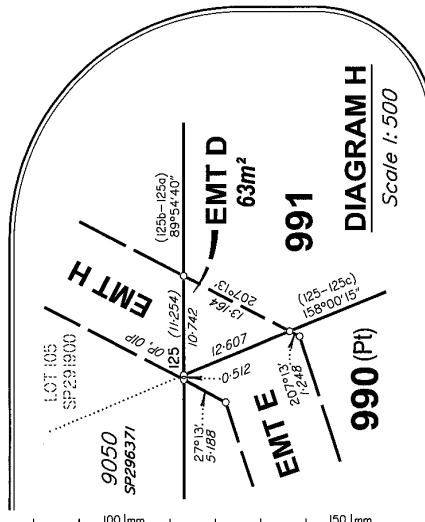 DIAGRAM H
Scale 1:500
EMT D
63m²
991
(125b-125a)
89°54'40"
EMT H
(11·254)
10·742
13·164
207°13'
(125-125c)
158°00'15"
LOT 105
SP291900
OP, OIP
125
12·607
0·512
207°13'
1·248
990 (Pt)
9050
SP296371
27°13'
5·188
EMT E
100 mm
150 mm